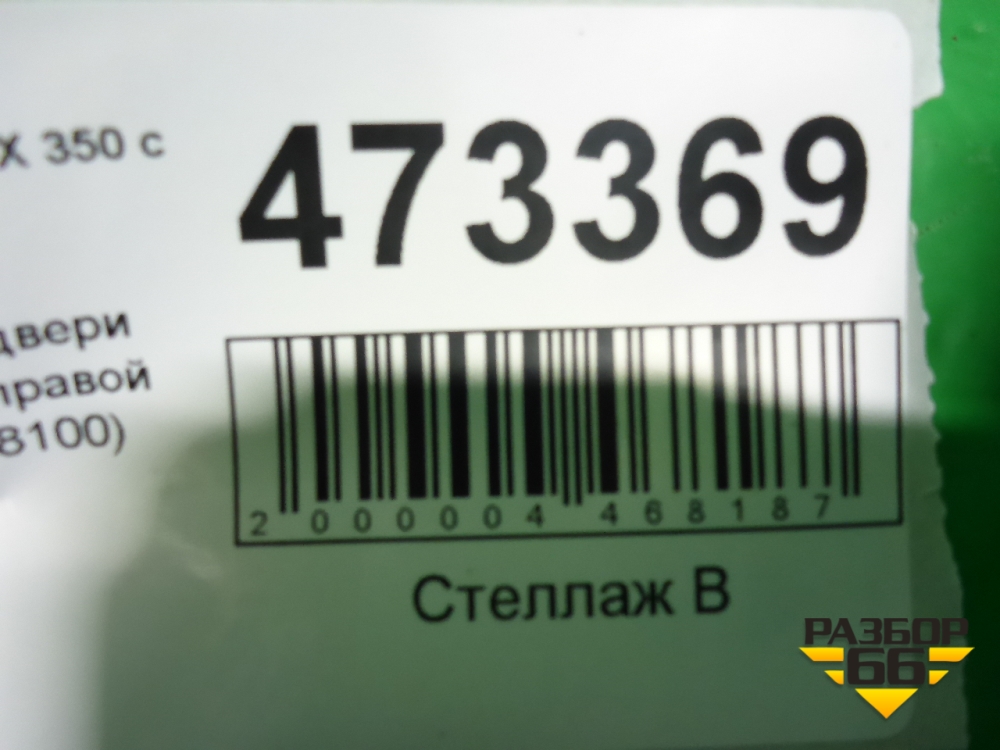 X 350 с
473369
двери
правой
8100)
2 000004 468187
Стеллаж В
РАЗБОР
66